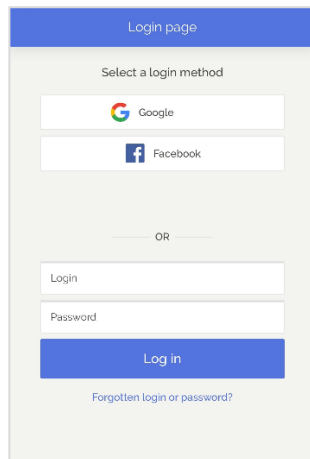 Login page
Select a login method
Google
Facebook
OR
Login
Password
Log in
Forgotten login or password?